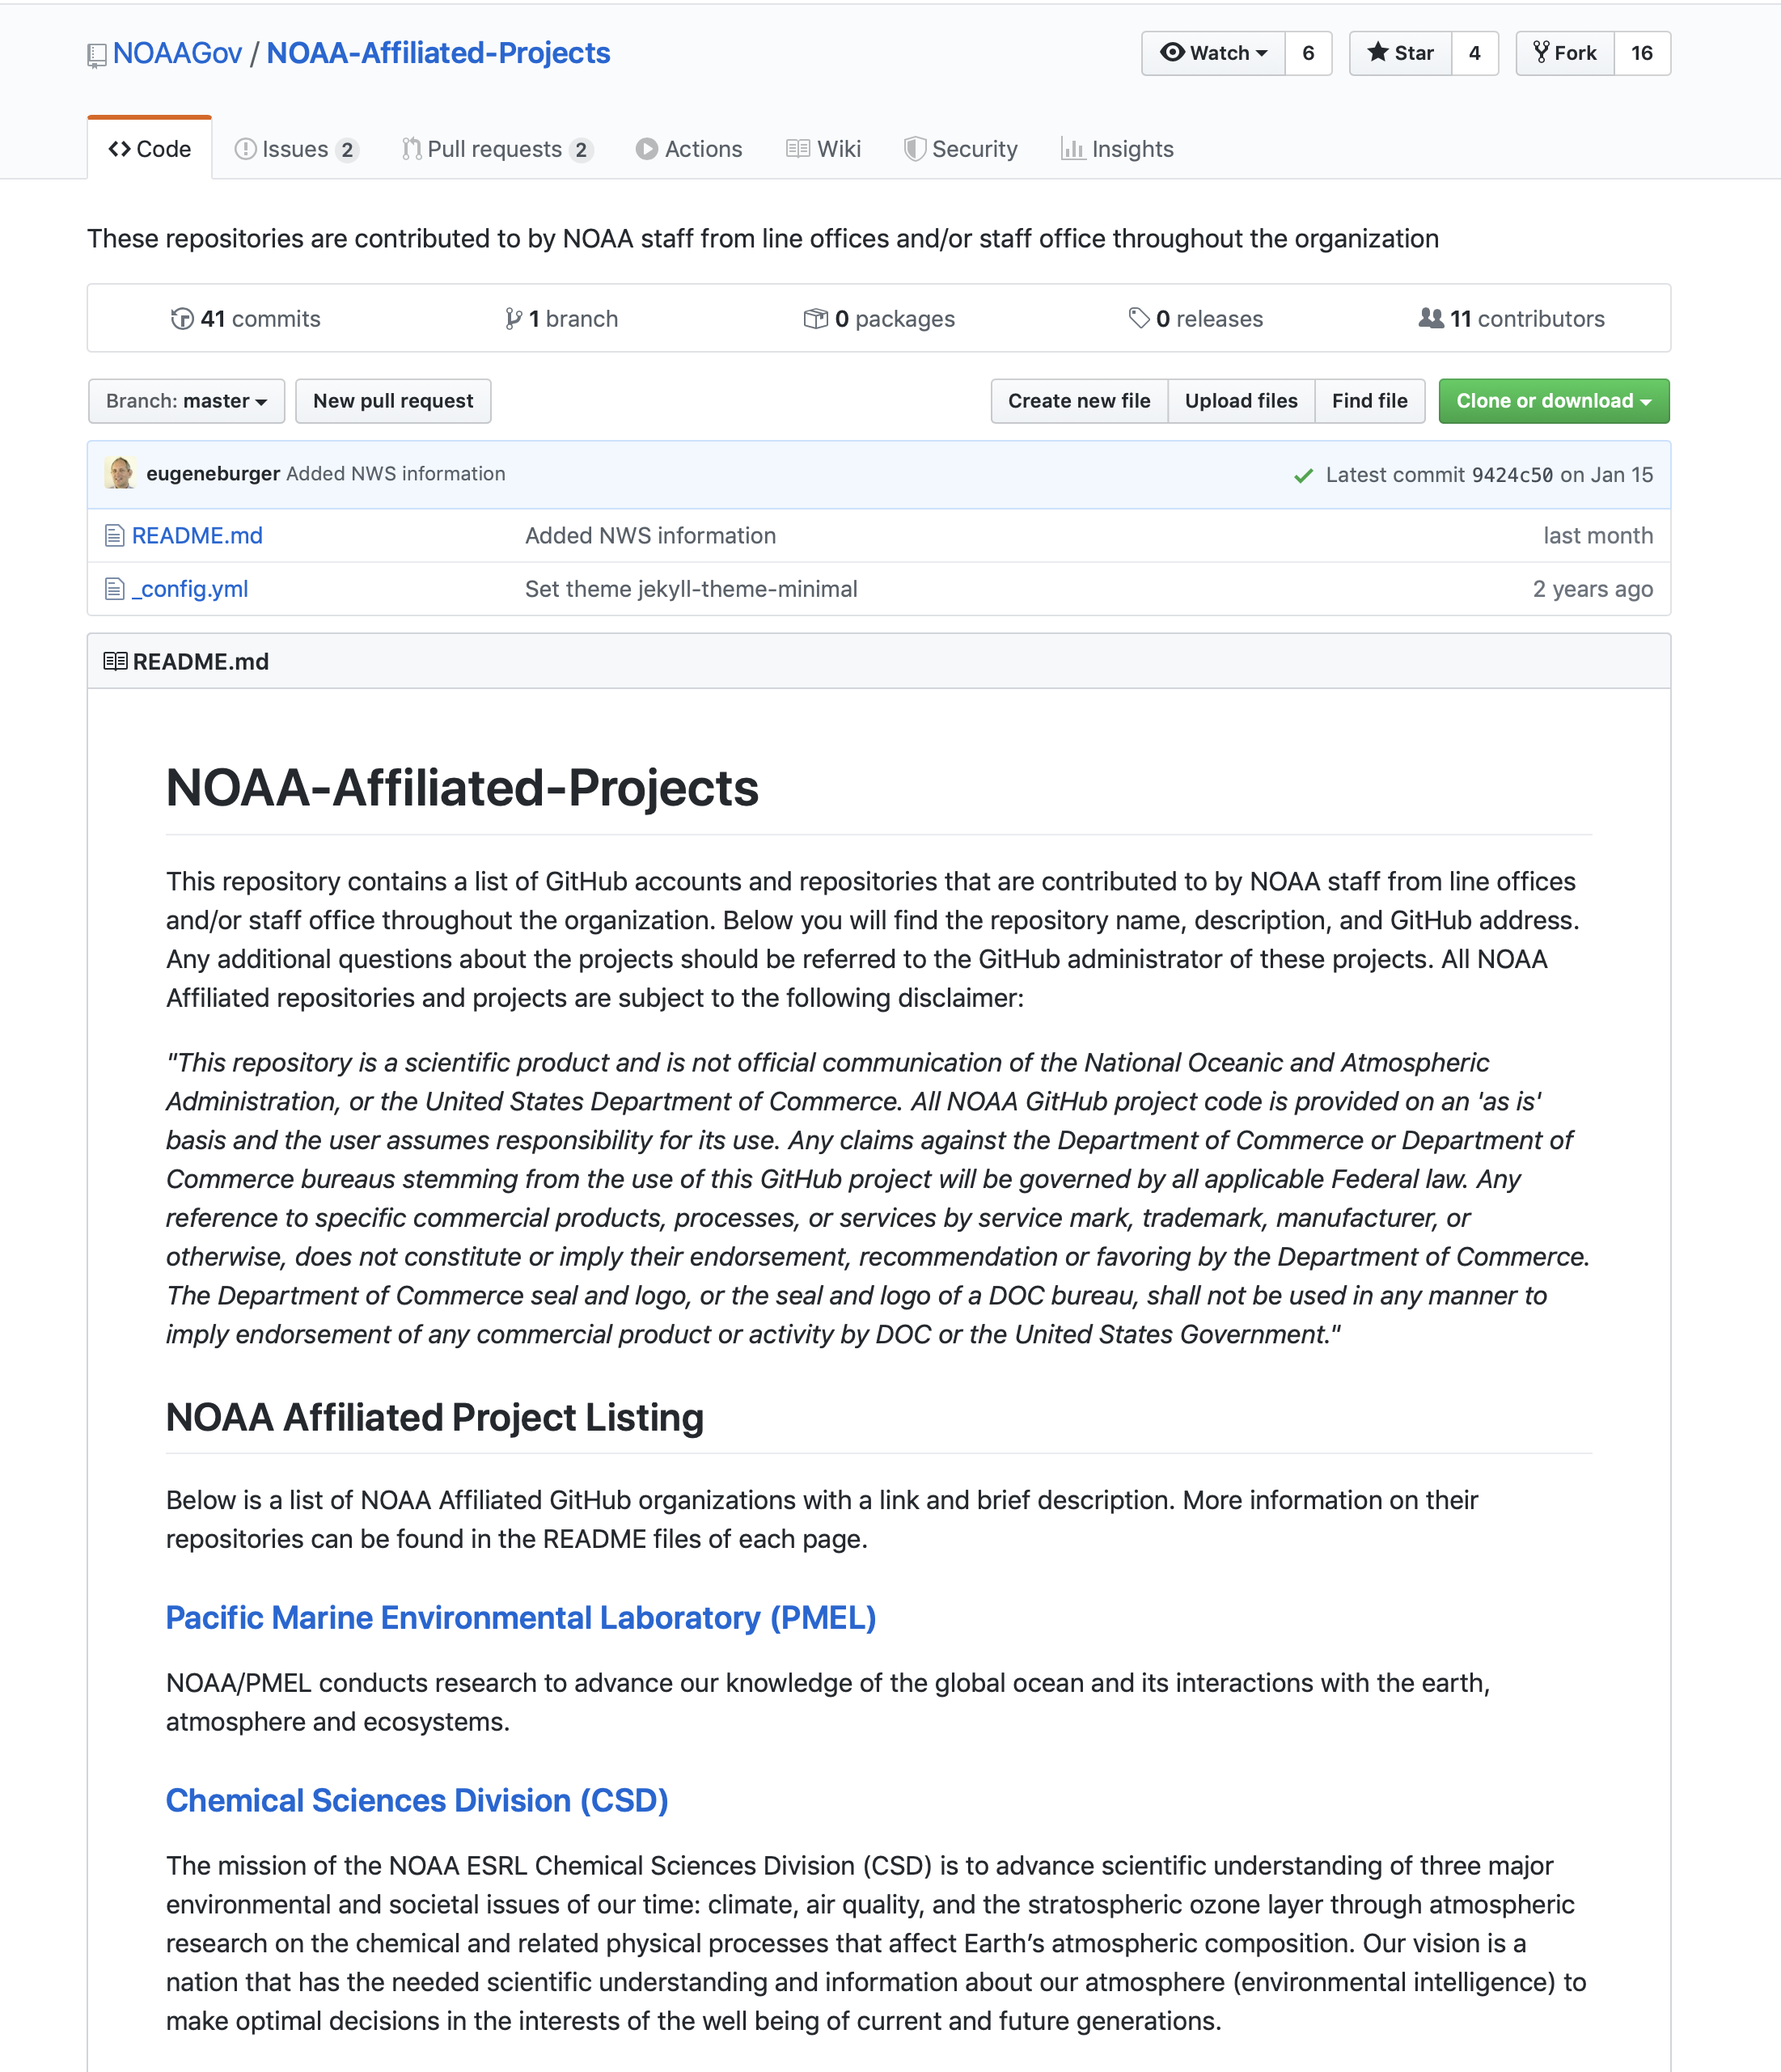 NOAAGov / NOAA-Affiliated-Projects
Watch 6 Star 4 Fork 16
Code Issues 2 Pull requests 2 Actions Wiki Security Insights
These repositories are contributed to by NOAA staff from line offices and/or staff office throughout the organization
41 commits 1 branch 0 packages 0 releases 11 contributors
Branch: master New pull request Create new file Upload files Find file Clone or download
eugeneburger Added NWS information Latest commit 9424c50 on Jan 15
README.md Added NWS information last month
_config.yml Set theme jekyll-theme-minimal 2 years ago
README.md
NOAA-Affiliated-Projects
This repository contains a list of GitHub accounts and repositories that are contributed to by NOAA staff from line offices
and/or staff office throughout the organization. Below you will find the repository name, description, and GitHub address.
Any additional questions about the projects should be referred to the GitHub administrator of these projects. All NOAA
Affiliated repositories and projects are subject to the following disclaimer:
"This repository is a scientific product and is not official communication of the National Oceanic and Atmospheric
Administration, or the United States Department of Commerce. All NOAA GitHub project code is provided on an 'as is'
basis and the user assumes responsibility for its use. Any claims against the Department of Commerce or Department of
Commerce bureaus stemming from the use of this GitHub project will be governed by all applicable Federal law. Any
reference to specific commercial products, processes, or services by service mark, trademark, manufacturer, or
otherwise, does not constitute or imply their endorsement, recommendation or favoring by the Department of Commerce.
The Department of Commerce seal and logo, or the seal and logo of a DOC bureau, shall not be used in any manner to
imply endorsement of any commercial product or activity by DOC or the United States Government."
NOAA Affiliated Project Listing
Below is a list of NOAA Affiliated GitHub organizations with a link and brief description. More information on their
repositories can be found in the README files of each page.
Pacific Marine Environmental Laboratory (PMEL)
NOAA/PMEL conducts research to advance our knowledge of the global ocean and its interactions with the earth,
atmosphere and ecosystems.
Chemical Sciences Division (CSD)
The mission of the NOAA ESRL Chemical Sciences Division (CSD) is to advance scientific understanding of three major
environmental and societal issues of our time: climate, air quality, and the stratospheric ozone layer through atmospheric
research on the chemical and related physical processes that affect Earth’s atmospheric composition. Our vision is a
nation that has the needed scientific understanding and information about our atmosphere (environmental intelligence) to
make optimal decisions in the interests of the well being of current and future generations.